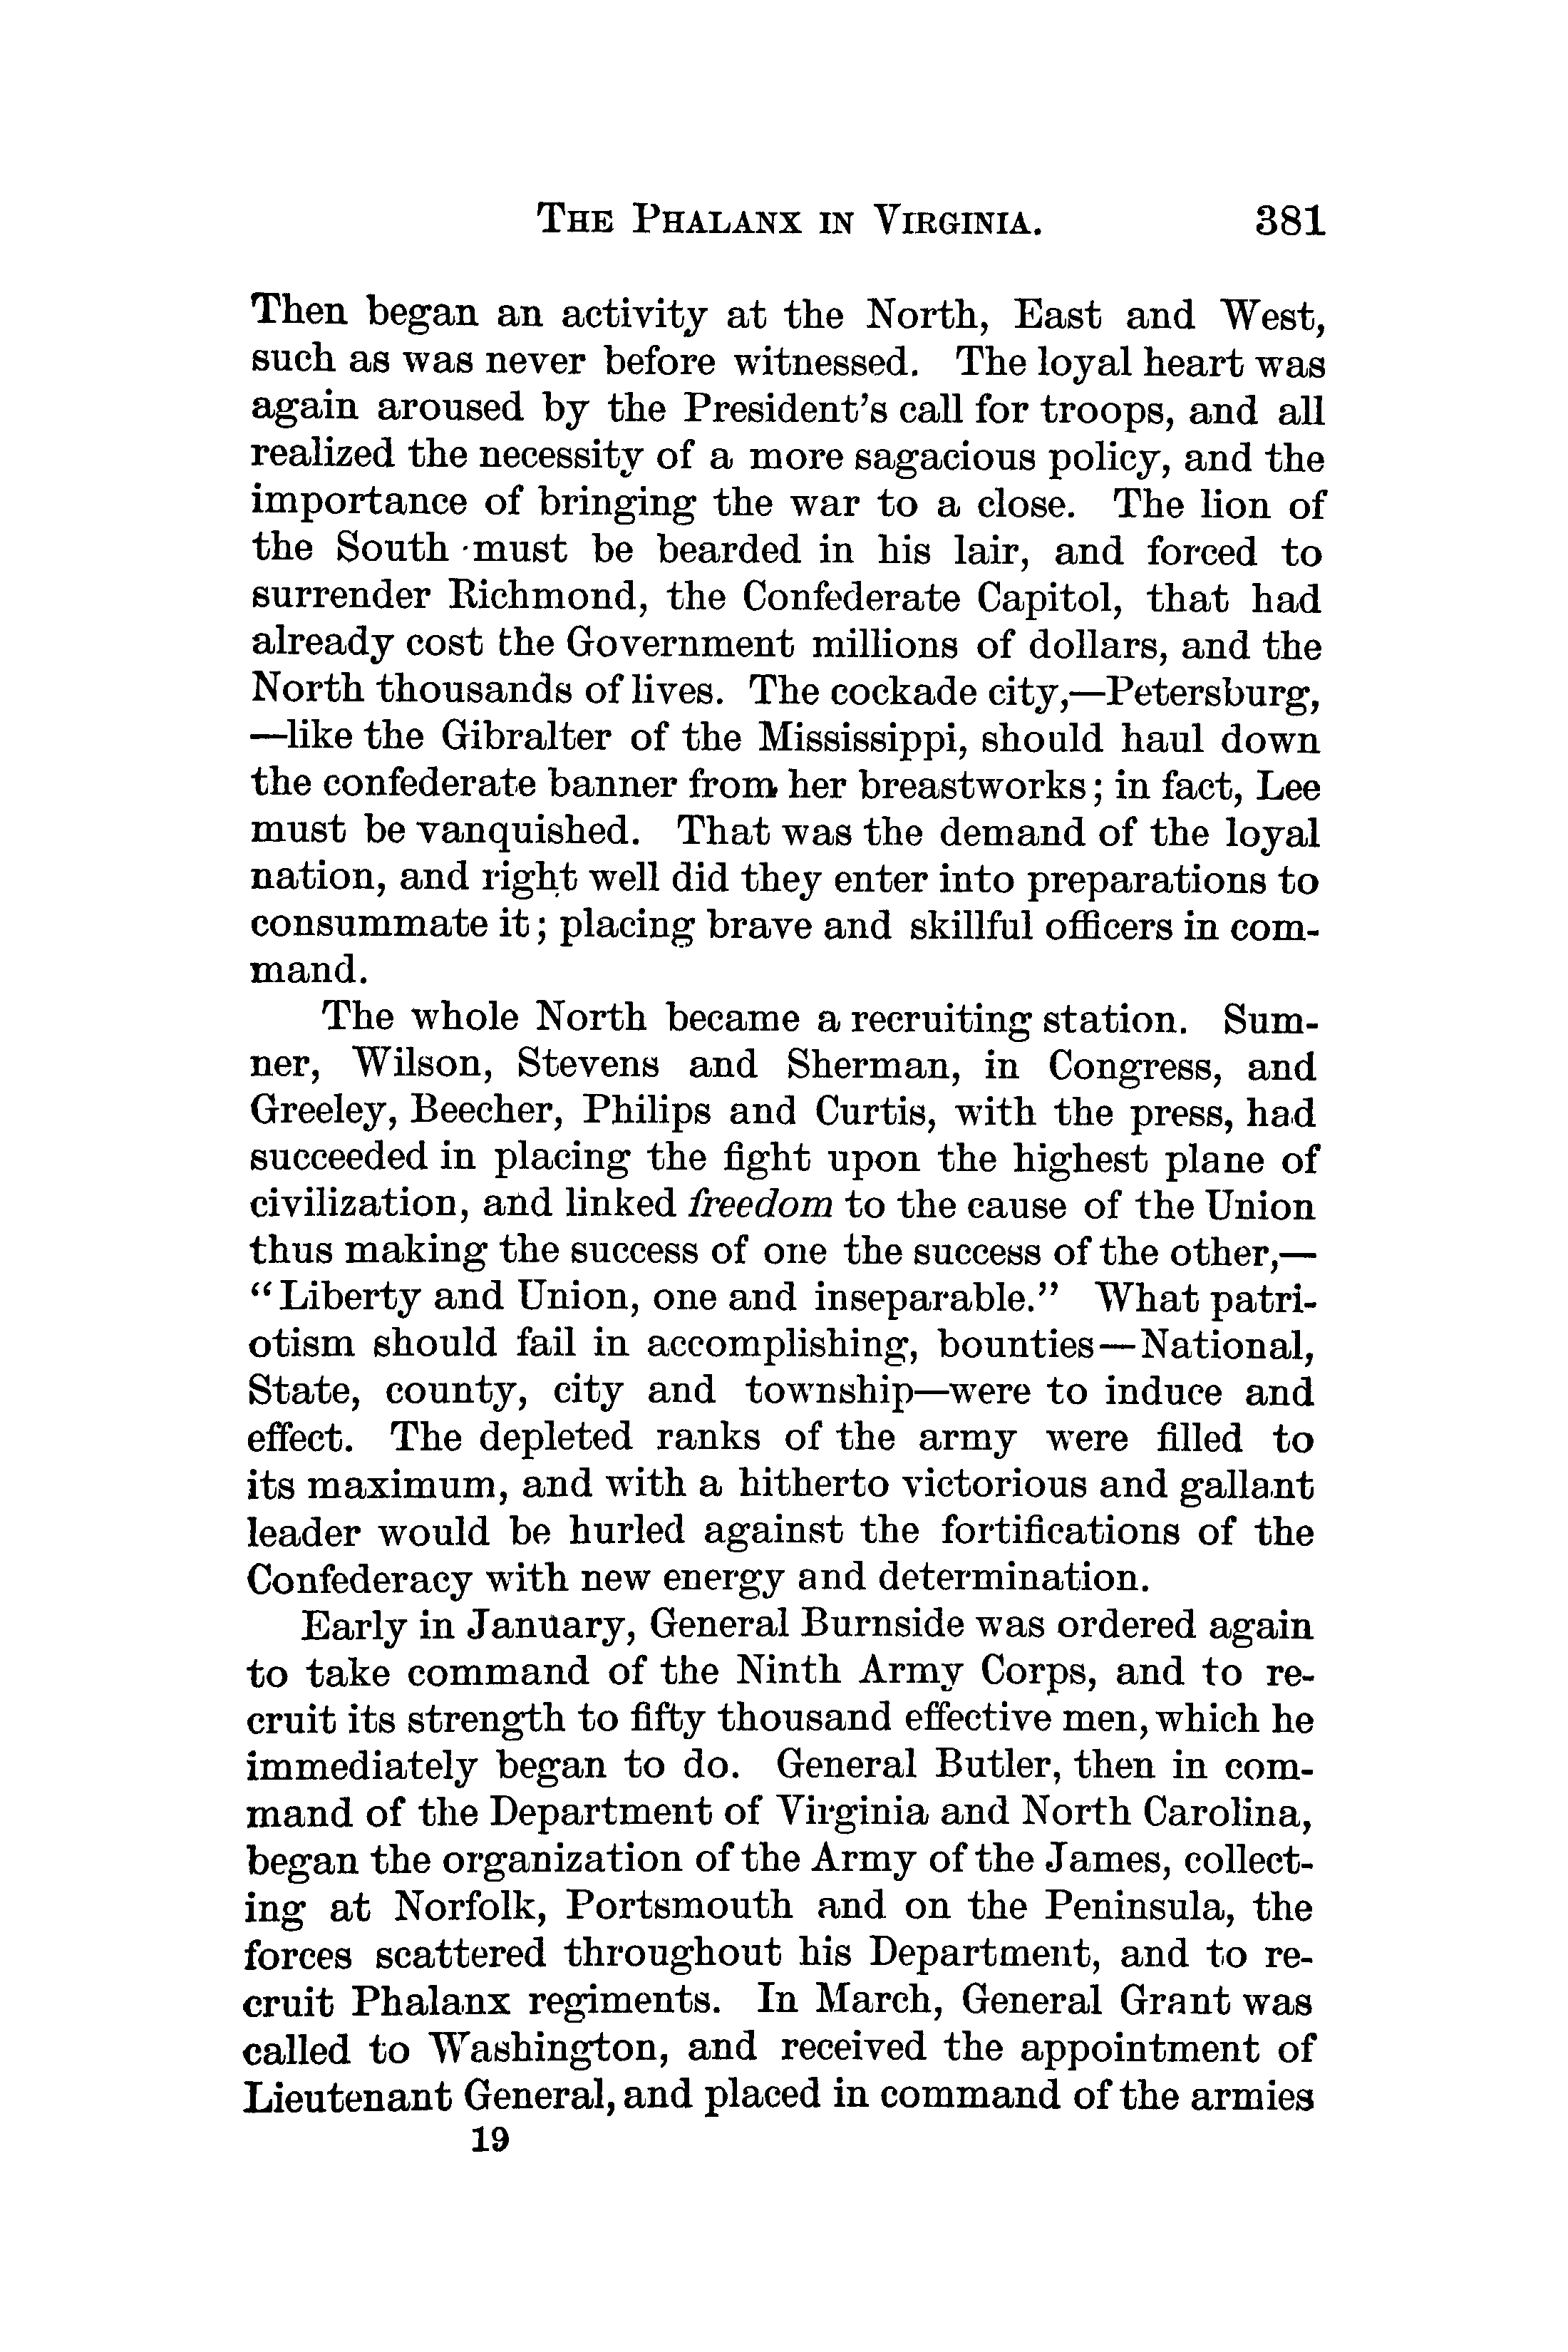 THE PHALANX IN VIRGINIA. 381
Then began an activity at the North, East and West,
such as was never before witnessed. The loyal heart was
again aroused by the President’s call for troops, and all
realized the necessity of a more sagacious policy, and the
importance of bringing the war to a close. The lion of
the South must be bearded in his lair, and forced to
surrender Richmond, the Confederate Capitol, that had
already cost the Government millions of dollars, and the
North thousands of lives. The cockade city,—Petersburg,
—like the Gibralter of the Mississippi, should haul down
the confederate banner from her breastworks; in fact, Lee
must be vanquished. That was the demand of the loyal
nation, and right well did they enter into preparations to
consummate it; placing brave and skillful officers in com-
mand.
The whole North became a recruiting station. Sum-
ner, Wilson, Stevens and Sherman, in Congress, and
Greeley, Beecher, Philips and Curtis, with the press, had
succeeded in placing the fight upon the highest plane of
civilization, and linked freedom to the cause of the Union
thus making the success of one the success of the other,—
“Liberty and Union, one and inseparable.” What patri-
otism should fail in accomplishing, bounties—National,
State, county, city and township—were to induce and
effect. The depleted ranks of the army were filled to
its maximum, and with a hitherto victorious and gallant
leader would be hurled against the fortifications of the
Confederacy with new energy and determination.
Early in January, General Burnside was ordered again
to take command of the Ninth Army Corps, and to re-
cruit its strength to fifty thousand effective men, which he
immediately began to do. General Butler, then in com-
mand of the Department of Virginia and North Carolina,
began the organization of the Army of the James, collect-
ing at Norfolk, Portsmouth and on the Peninsula, the
forces scattered throughout his Department, and to re-
cruit Phalanx regiments. In March, General Grant was
called to Washington, and received the appointment of
Lieutenant General, and placed in command of the armies
19